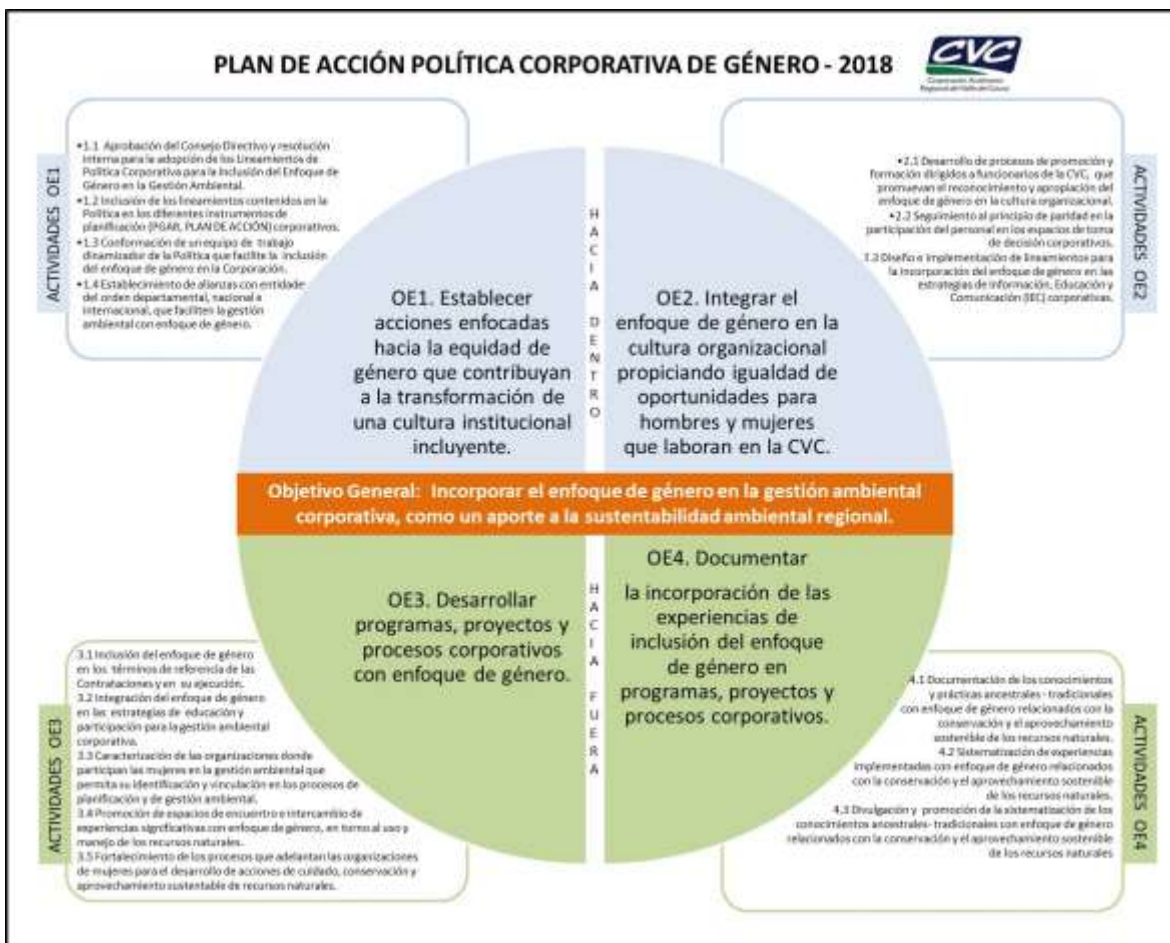 PLAN DE ACCIÓN POLÍTICA CORPORATIVA DE GÉNERO - 2018
CVC
Corporación Autónoma
Regional del Valle del Cauca
ACTIVIDADES OE1
•1.1 Aprobación del Consejo Directivo y resolución
interna para la adopción de los Lineamientos de
Política Corporativa para la Inclusión del Enfoque de
Género en la Gestión Ambiental.
•1.2 Inclusión de los lineamientos contenidos en la
Política en los diferentes instrumentos de
planificación (PGAR, PLAN DE ACCIÓN) corporativos.
•1.3 Conformación de un equipo de trabajo
dinamizador de la Política que facilite la inclusión
del enfoque de género en la Corporación.
•1.4 Establecimiento de alianzas con entidade
del orden departamental, nacional e
internacional, que faciliten la gestión
ambiental con enfoque de género.
ACTIVIDADES OE2
•2.1 Desarrollo de procesos de promoción y
formación dirigidos a funcionarios de la CVC, que
promuevan el reconocimiento y apropiación del
enfoque de género en la cultura organizacional.
•2.2 Seguimiento al principio de paridad en la
participación del personal en los espacios de toma
de decisión corporativos.
3.3 Diseño e implementación de lineamientos para
la incorporación del enfoque de género en las
estrategias de Información, Educación y
Comunicación (IEC) corporativas.
HACIA DENTRO
OE1. Establecer
acciones enfocadas
hacia la equidad de
género que contribuyan
a la transformación de
una cultura institucional
incluyente.
OE2. Integrar el
enfoque de género en la
cultura organizacional
propiciando igualdad de
oportunidades para
hombres y mujeres
que laboran en la CVC.
Objetivo General: Incorporar el enfoque de género en la gestión ambiental
corporativa, como un aporte a la sustentabilidad ambiental regional.
HACIA FUERA
OE3. Desarrollar
programas, proyectos y
procesos corporativos
con enfoque de género.
OE4. Documentar
la incorporación de las
experiencias de
inclusión del enfoque
de género en
programas, proyectos y
procesos corporativos.
ACTIVIDADES OE3
3.1 Inclusión del enfoque de género
en los términos de referencia de las
Contrataciones y en su ejecución.
3.2 Integración del enfoque de género
en las estrategias de educación y
participación para la gestión ambiental
corporativa.
3.3 Caracterización de las organizaciones donde
participan las mujeres en la gestión ambiental que
permita su identificación y vinculación en los procesos de
planificación y de gestión ambiental.
3.4 Promoción de espacios de encuentro e intercambio de
experiencias significativas con enfoque de género, en torno al uso y
manejo de los recursos naturales.
3.5 Fortalecimiento de los procesos que adelantan las organizaciones
de mujeres para el desarrollo de acciones de cuidado, conservación y
aprovechamiento sustentable de recursos naturales.
ACTIVIDADES OE4
4.1 Documentación de los conocimientos
y prácticas ancestrales - tradicionales
con enfoque de género relacionados con la
conservación y el aprovechamiento
sostenible de los recursos naturales.
4.2 Sistematización de experiencias
implementadas con enfoque de género relacionados
con la conservación y el aprovechamiento sostenible
de los recursos naturales.
4.3 Divulgación y promoción de la sistematización de los
conocimientos ancestrales- tradicionales con enfoque de género
relacionados con la conservación y el aprovechamiento sostenible
de los recursos naturales